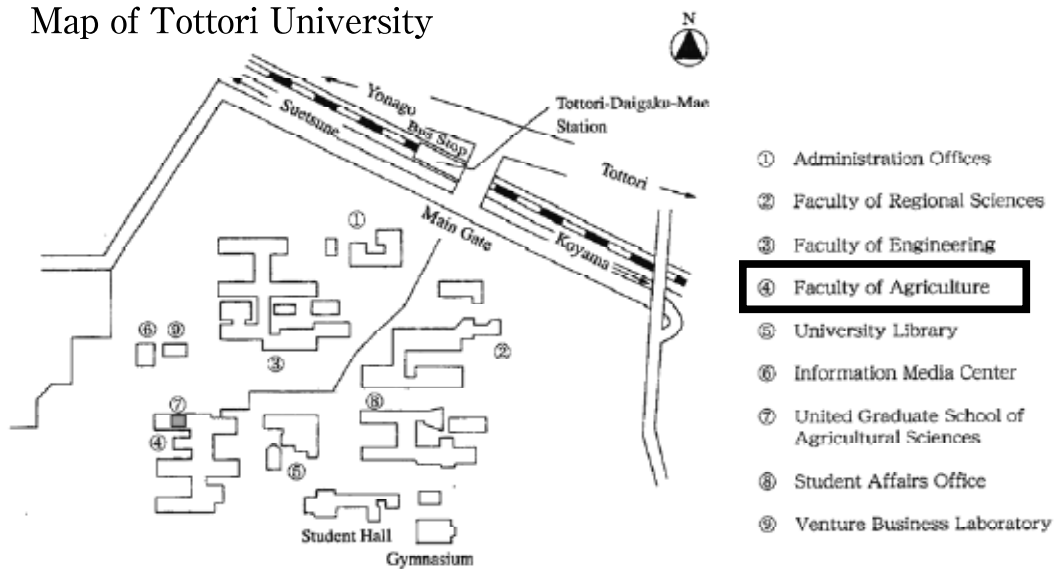 Map of Tottori University
N
Yonago
Suetsune
Bus Stop
Tottori-Daigaku-Mae
Station
Tottori
Main Gate
Koyama
①
②
③
④
⑤
⑥ ⑨
⑦
⑧
Student Hall
Gymnasium
① Administration Offices
② Faculty of Regional Sciences
③ Faculty of Engineering
④ Faculty of Agriculture
⑤ University Library
⑥ Information Media Center
⑦ United Graduate School of
Agricultural Sciences
⑧ Student Affairs Office
⑨ Venture Business Laboratory